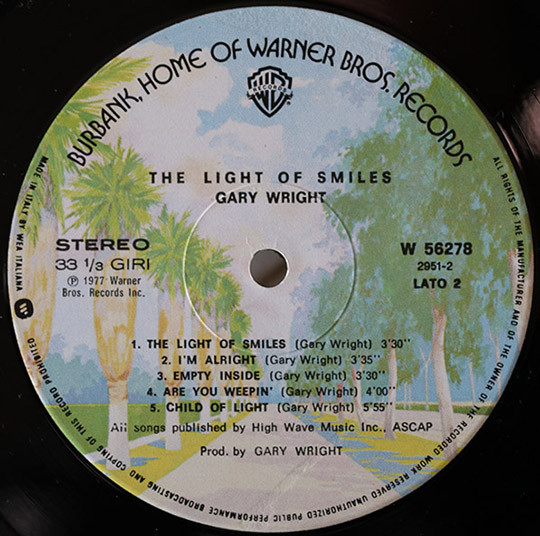 BURBANK, HOME OF WARNER BROS. RECORDS
WB
RECORDS
THE LIGHT OF SMILES
GARY WRIGHT
STEREO
33 1/3 GIRI
℗ 1977 Warner
Bros. Records Inc.
W 56278
2951-2
LATO 2
1. THE LIGHT OF SMILES (Gary Wright) 3'30''
2. I'M ALRIGHT (Gary Wright) 3'35''
3. EMPTY INSIDE (Gary Wright) 3'30''
4. ARE YOU WEEPIN' (Gary Wright) 4'00''
5. CHILD OF LIGHT (Gary Wright) 5'55''
All songs published by High Wave Music Inc., ASCAP
Prod. by GARY WRIGHT
MADE IN ITALY BY WEA ITALIANA
ALL RIGHTS OF THE MANUFACTURER AND OF THE OWNER OF THE RECORDED WORK RESERVED UNAUTHORIZED PUBLIC PERFORMANCE BROADCASTING AND COPYING OF THIS RECORD PROHIBITED